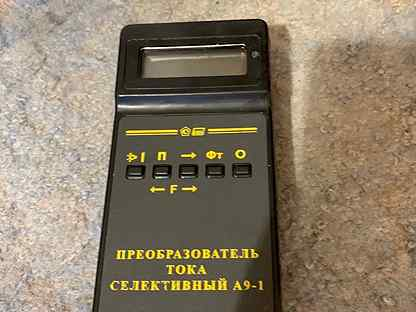 П → Фт О
← F →
ПРЕОБРАЗОВАТЕЛЬ
ТОКА
СЕЛЕКТИВНЫЙ А9-1